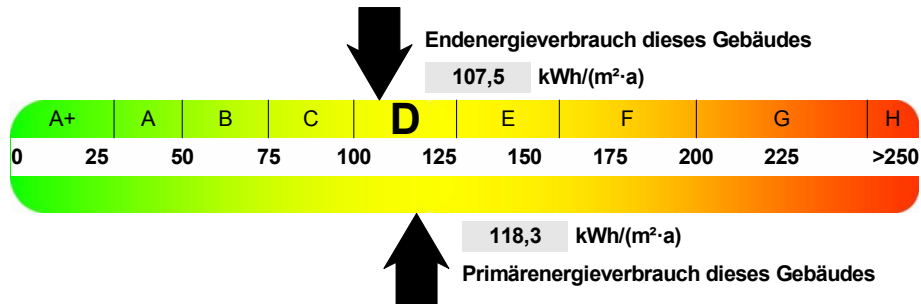 Endenergieverbrauch dieses Gebäudes
107,5 kWh/(m²·a)
A+ A B C D E F G H
0 25 50 75 100 125 150 175 200 225 >250
118,3 kWh/(m²·a)
Primärenergieverbrauch dieses Gebäudes